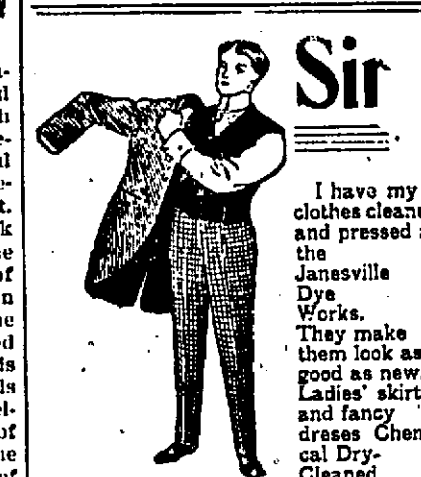 Sir
I have my
clothes cleane
and pressed a
the
Janesville
Dye
Works.
They make
them look as
good as new.
Ladies' skirt
and fancy
dreses Chem
cal Dry-
Cleaned